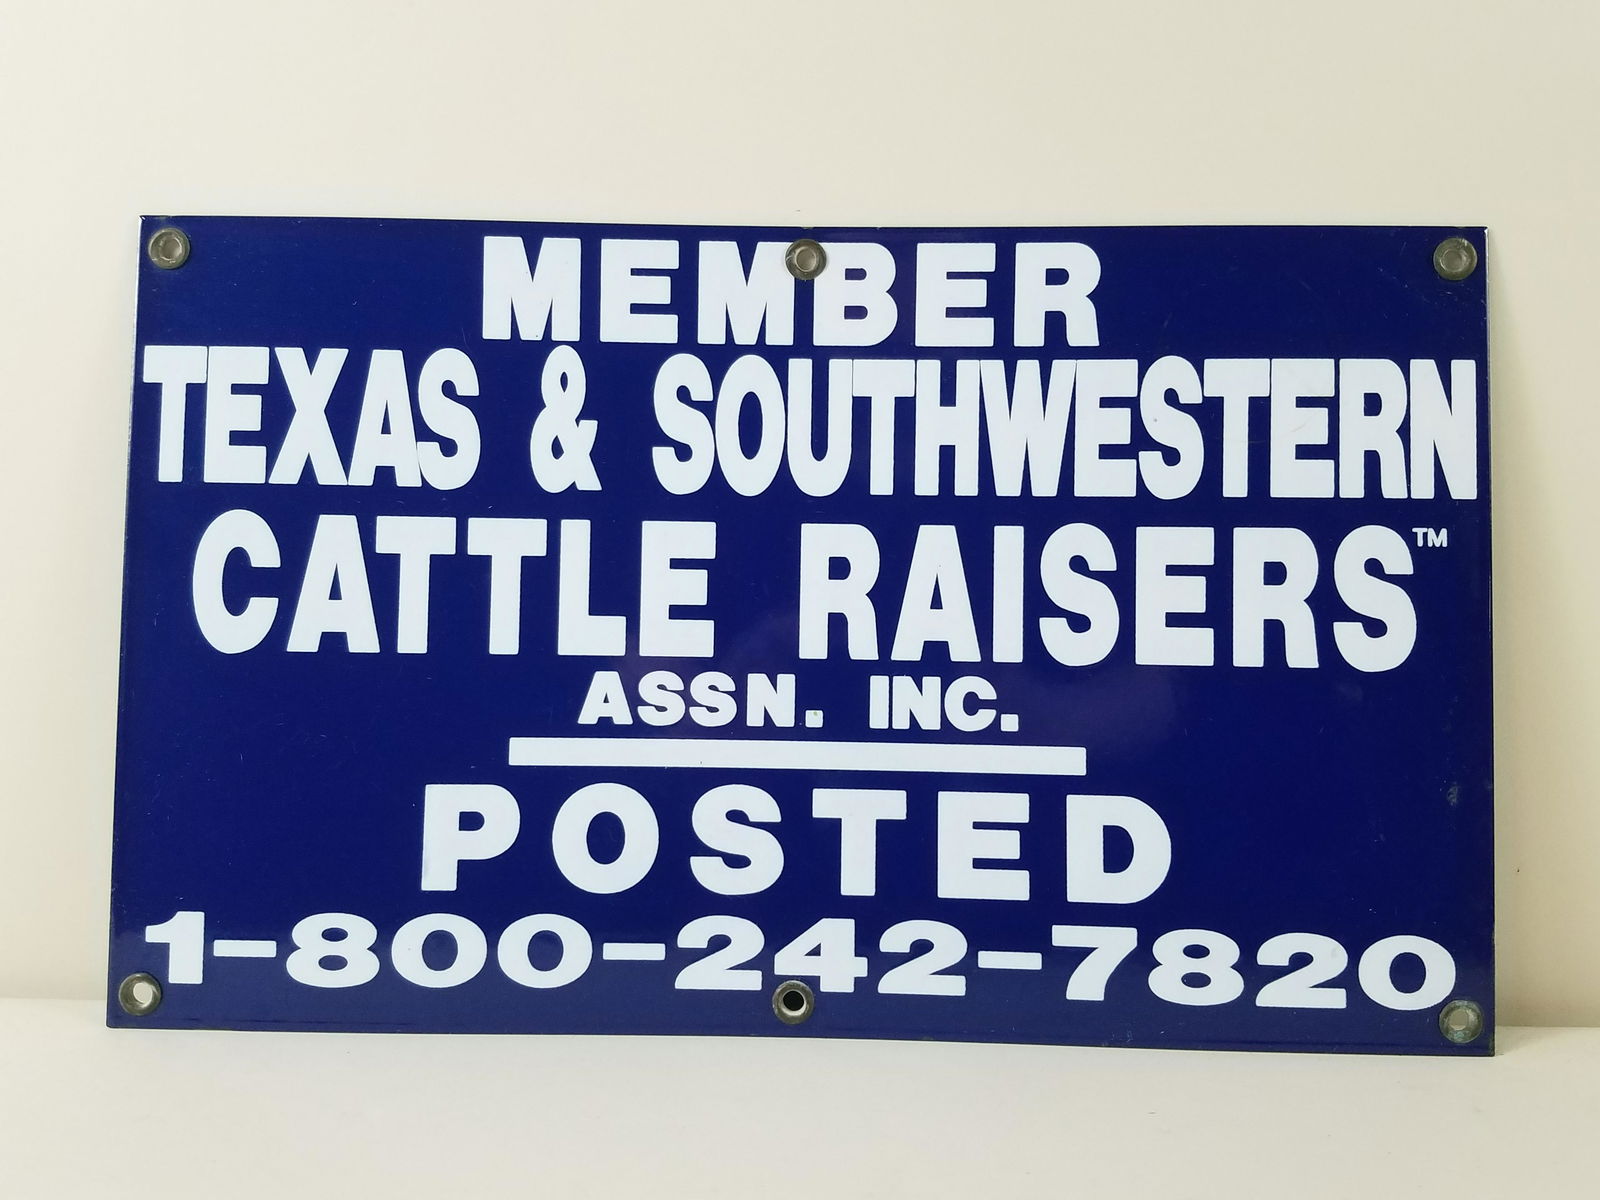 MEMBER
TEXAS & SOUTHWESTERN
CATTLE RAISERS™
ASSN. INC.
POSTED
1-800-242-7820